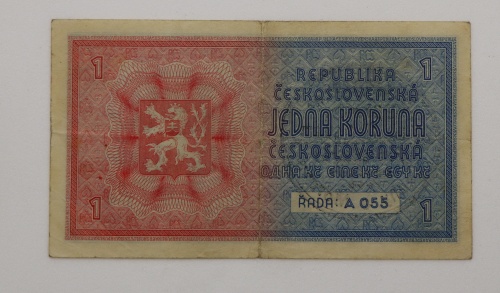 1
1
REPUBLIKA
ČESKOSLOVENSKÁ
JEDNA KORUNA
ČESKOSLOVENSKÁ
ŘADA: A 055
1
1